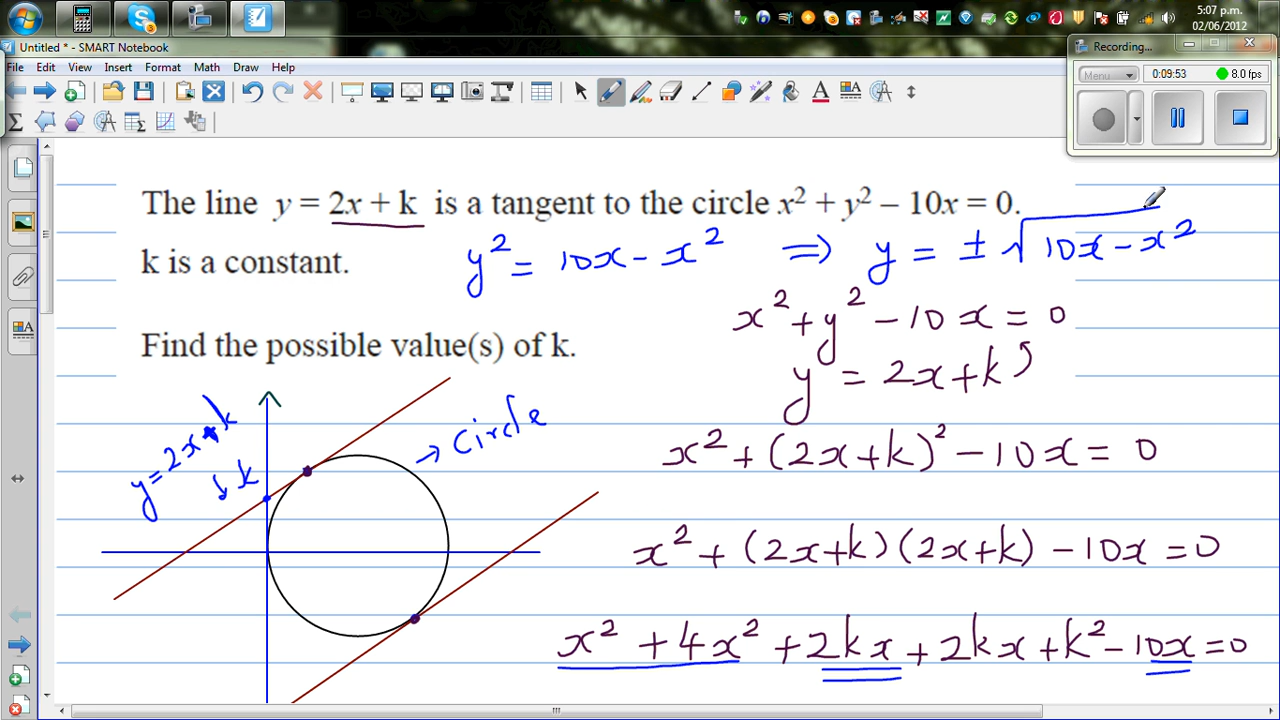 5:07 p.m.
02/06/2012
Untitled * - SMART Notebook
Recording...
File Edit View Insert Format Math Draw Help
Menu
0:09:53
8.0 fps
The line y = 2x + k is a tangent to the circle x² + y² – 10x = 0.
k is a constant.
y² = 10x – x² ⇒ y = ± √10x – x²
x² + y² – 10x = 0
Find the possible value(s) of k.
y = 2x + k
y = 2x + k
k
→ circle
x² + (2x+k)² – 10x = 0
x² + (2x+k)(2x+k) – 10x = 0
x² + 4x² + 2kx + 2kx + k² – 10x = 0